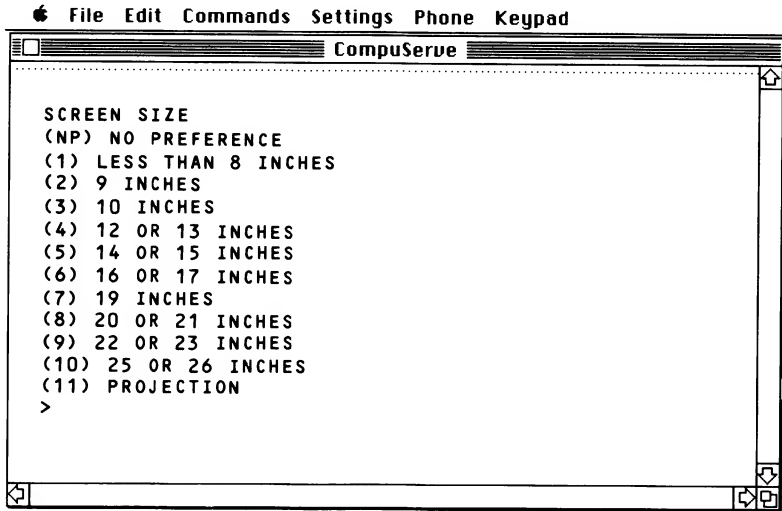 File Edit Commands Settings Phone Keypad
CompuServe
SCREEN SIZE
(NP) NO PREFERENCE
(1) LESS THAN 8 INCHES
(2) 9 INCHES
(3) 10 INCHES
(4) 12 OR 13 INCHES
(5) 14 OR 15 INCHES
(6) 16 OR 17 INCHES
(7) 19 INCHES
(8) 20 OR 21 INCHES
(9) 22 OR 23 INCHES
(10) 25 OR 26 INCHES
(11) PROJECTION
>